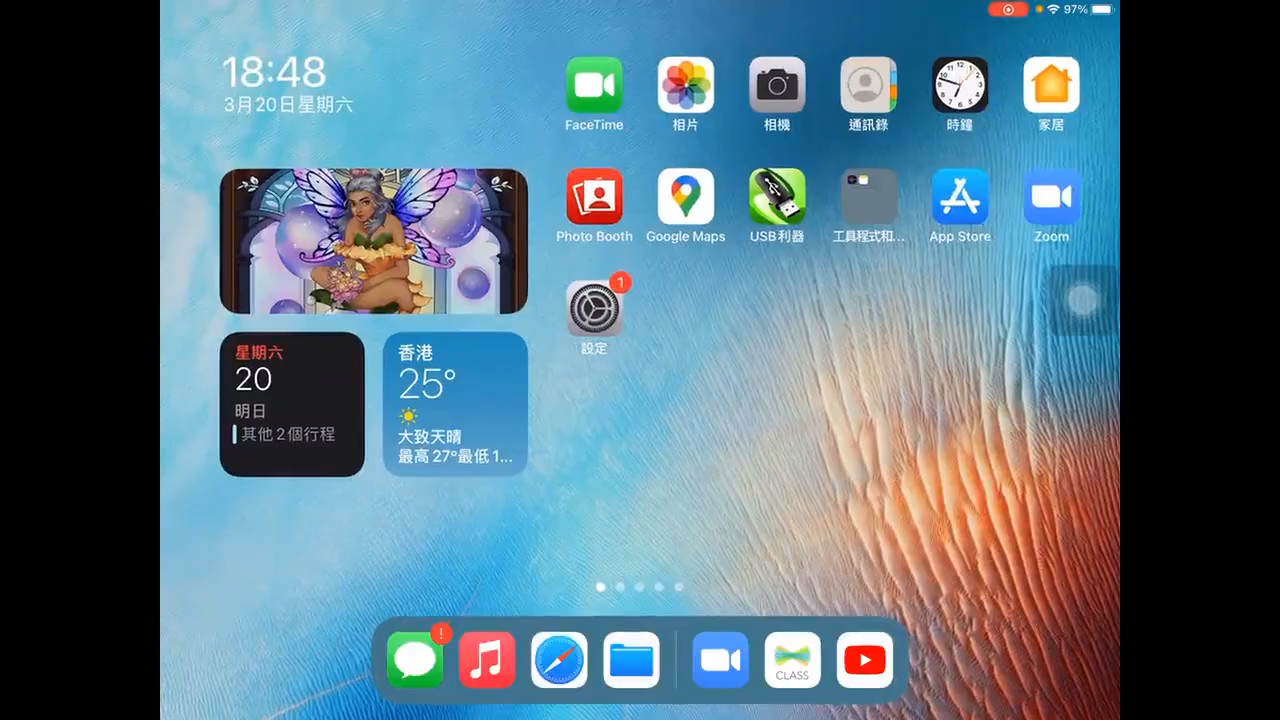 97%
18:48
3月20日星期六
FaceTime
相片
相機
通訊錄
時鐘
家居
Photo Booth
Google Maps
USB利器
工具程式和...
App Store
Zoom
1
設定
星期六
20
明日
其他2個行程
香港
25°
大致天晴
最高 27°最低 1...
!
CLASS